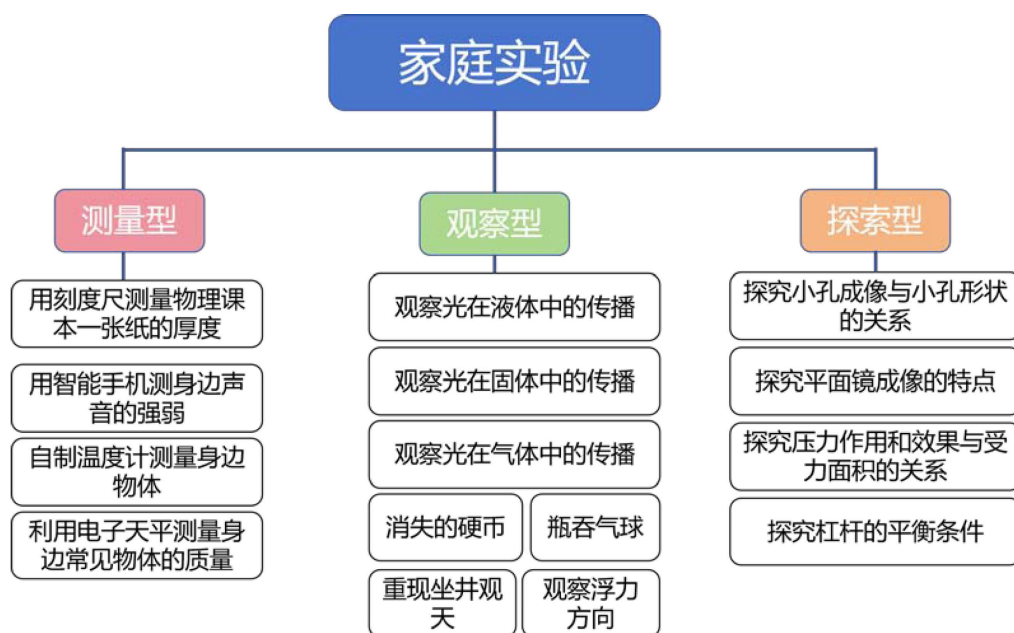 家庭实验
测量型
用刻度尺测量物理课
本一张纸的厚度
用智能手机测身边声
音的强弱
自制温度计测量身边
物体
利用电子天平测量身
边常见物体的质量
观察型
观察光在液体中的传播
观察光在固体中的传播
观察光在气体中的传播
消失的硬币
瓶吞气球
重现坐井观
天
观察浮力
方向
探索型
探究小孔成像与小孔形状
的关系
探究平面镜成像的特点
探究压力作用和效果与受
力面积的关系
探究杠杆的平衡条件